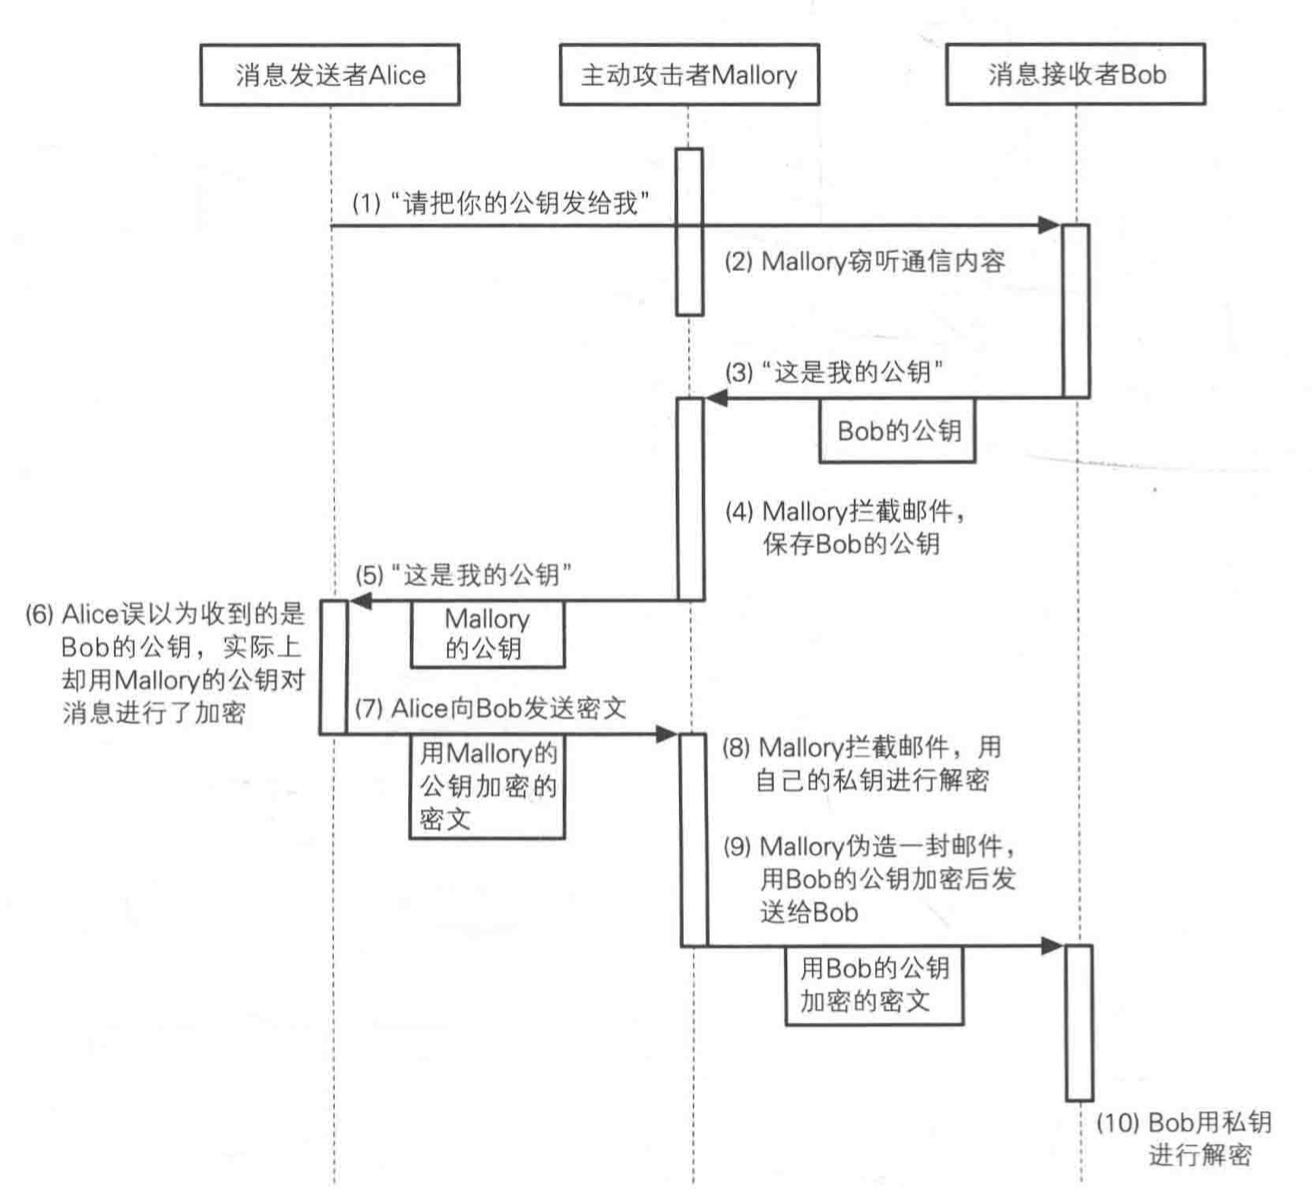 消息发送者Alice
主动攻击者Mallory
消息接收者Bob
(1) “请把你的公钥发给我”
(2) Mallory窃听通信内容
(3) “这是我的公钥”
Bob的公钥
(4) Mallory拦截邮件，
保存Bob的公钥
(5) “这是我的公钥”
Mallory
的公钥
(6) Alice误以为收到的是
Bob的公钥，实际上
却用Mallory的公钥对
消息进行了加密
(7) Alice向Bob发送密文
用Mallory的
公钥加密的
密文
(8) Mallory拦截邮件，用
自己的私钥进行解密
(9) Mallory伪造一封邮件，
用Bob的公钥加密后发
送给Bob
用Bob的公钥
加密的密文
(10) Bob用私钥
进行解密